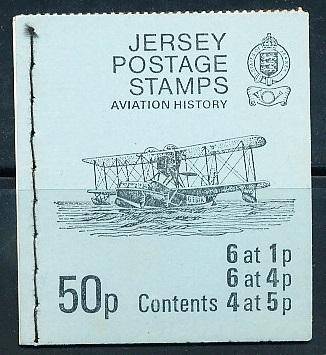 JERSEY
POSTAGE
STAMPS
AVIATION HISTORY
6 at 1p
6 at 4p
50p Contents 4 at 5p